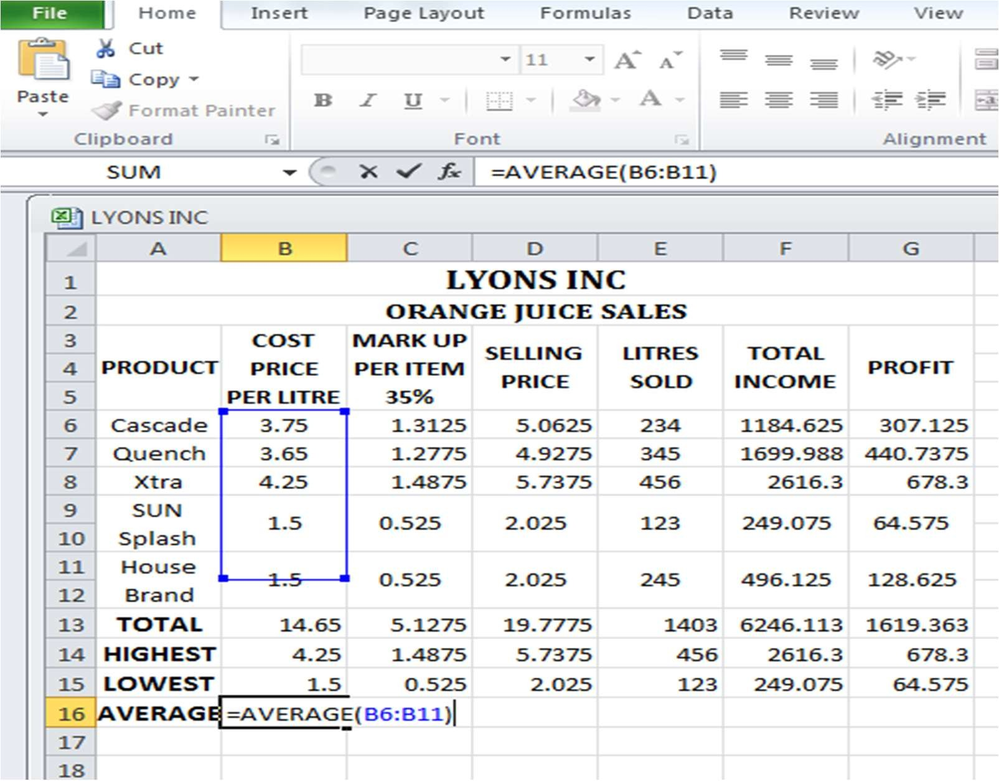 File Home Insert Page Layout Formulas Data Review View
Cut
Copy
Paste
Format Painter
11
B I U A
Clipboard Font Alignment
SUM fx =AVERAGE(B6:B11)
LYONS INC
A B C D E F G
1 LYONS INC
2 ORANGE JUICE SALES
3 COST MARK UP
4 PRODUCT PRICE PER ITEM SELLING PRICE LITRES SOLD TOTAL INCOME PROFIT
5 PER LITRE 35%
6 Cascade 3.75 1.3125 5.0625 234 1184.625 307.125
7 Quench 3.65 1.2775 4.9275 345 1699.988 440.7375
8 Xtra 4.25 1.4875 5.7375 456 2616.3 678.3
9 SUN
10 Splash 1.5 0.525 2.025 123 249.075 64.575
11 House
12 Brand 1.5 0.525 2.025 245 496.125 128.625
13 TOTAL 14.65 5.1275 19.7775 1403 6246.113 1619.363
14 HIGHEST 4.25 1.4875 5.7375 456 2616.3 678.3
15 LOWEST 1.5 0.525 2.025 123 249.075 64.575
16 AVERAGE =AVERAGE(B6:B11)
17
18